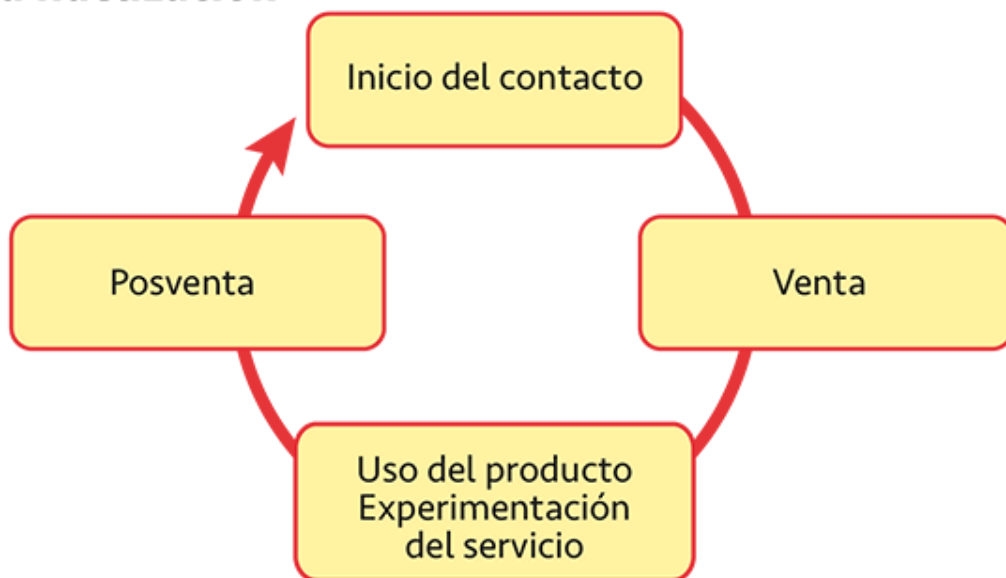 Inicio del contacto
Posventa
Venta
Uso del producto
Experimentación
del servicio